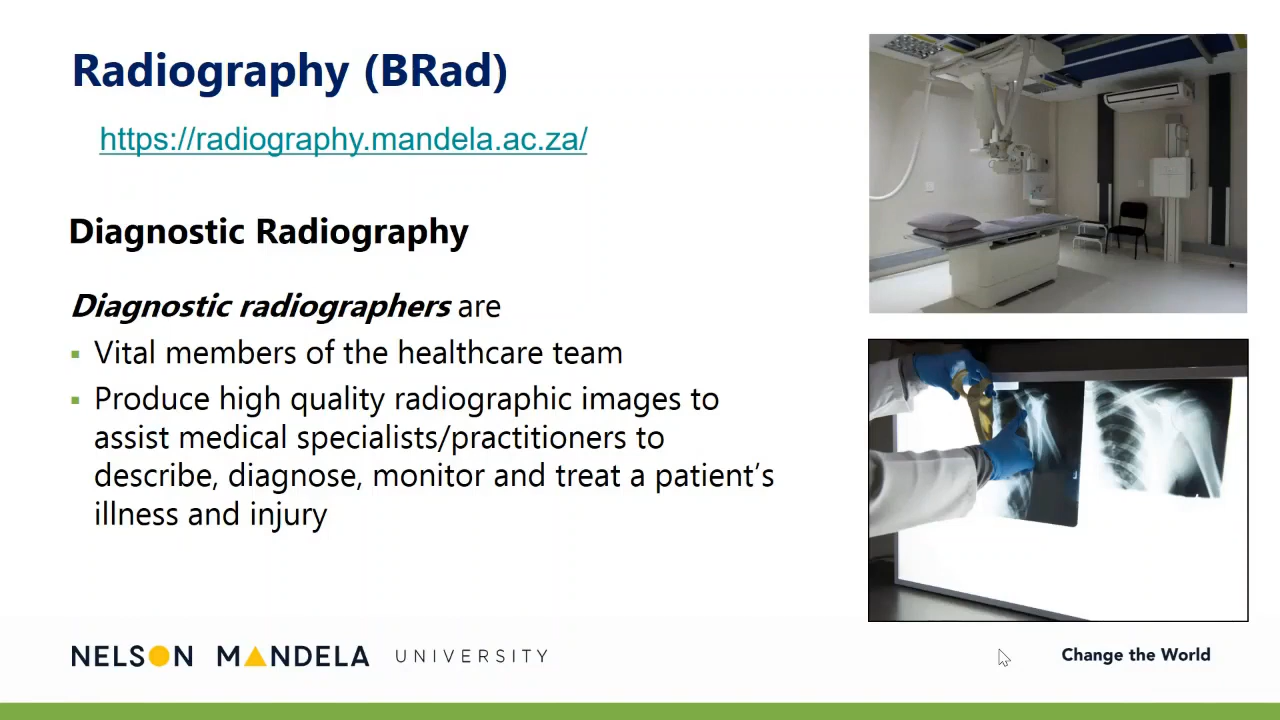 Radiography (BRad)
https://radiography.mandela.ac.za/
Diagnostic Radiography
Diagnostic radiographers are
▪ Vital members of the healthcare team
▪ Produce high quality radiographic images to
assist medical specialists/practitioners to
describe, diagnose, monitor and treat a patient's
illness and injury
NELSON MANDELA UNIVERSITY
Change the World